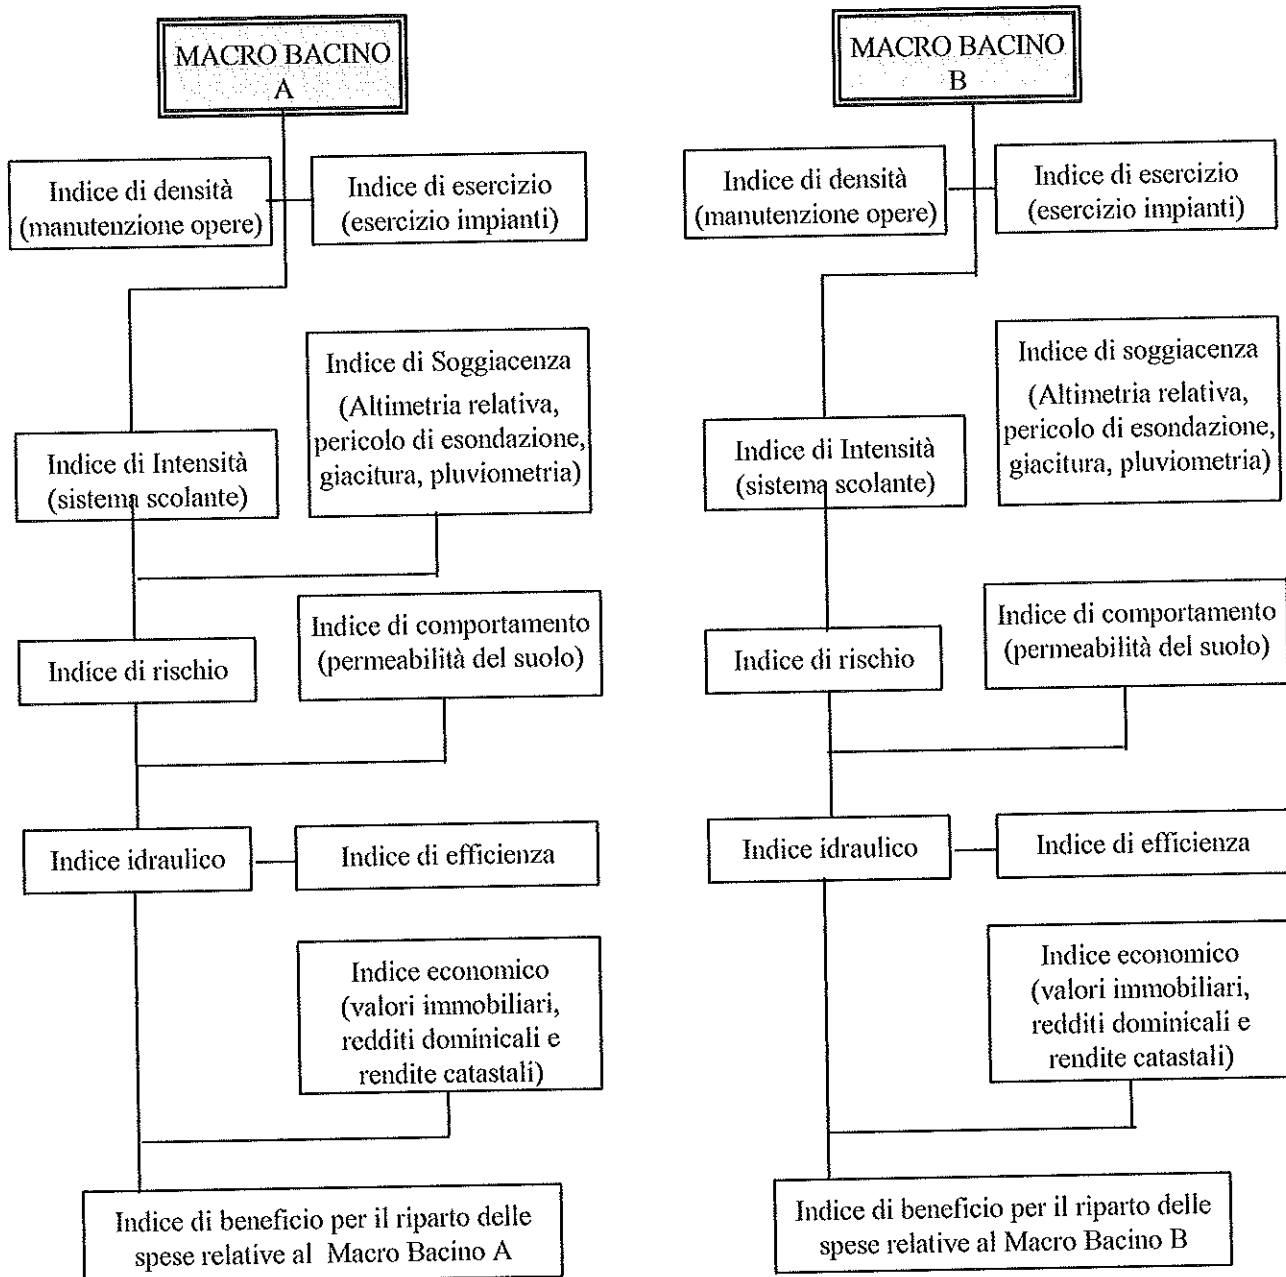 MACRO BACINO
A
Indice di densità
(manutenzione opere)
Indice di esercizio
(esercizio impianti)
Indice di Soggiacenza
(Altimetria relativa,
pericolo di esondazione,
giacitura, pluviometria)
Indice di Intensità
(sistema scolante)
Indice di comportamento
(permeabilità del suolo)
Indice di rischio
Indice idraulico
Indice di efficienza
Indice economico
(valori immobiliari,
redditi dominicali e
rendite catastali)
Indice di beneficio per il riparto delle
spese relative al Macro Bacino A
MACRO BACINO
B
Indice di densità
(manutenzione opere)
Indice di esercizio
(esercizio impianti)
Indice di soggiacenza
(Altimetria relativa,
pericolo di esondazione,
giacitura, pluviometria)
Indice di Intensità
(sistema scolante)
Indice di comportamento
(permeabilità del suolo)
Indice di rischio
Indice idraulico
Indice di efficienza
Indice economico
(valori immobiliari,
redditi dominicali e
rendite catastali)
Indice di beneficio per il riparto delle
spese relative al Macro Bacino B